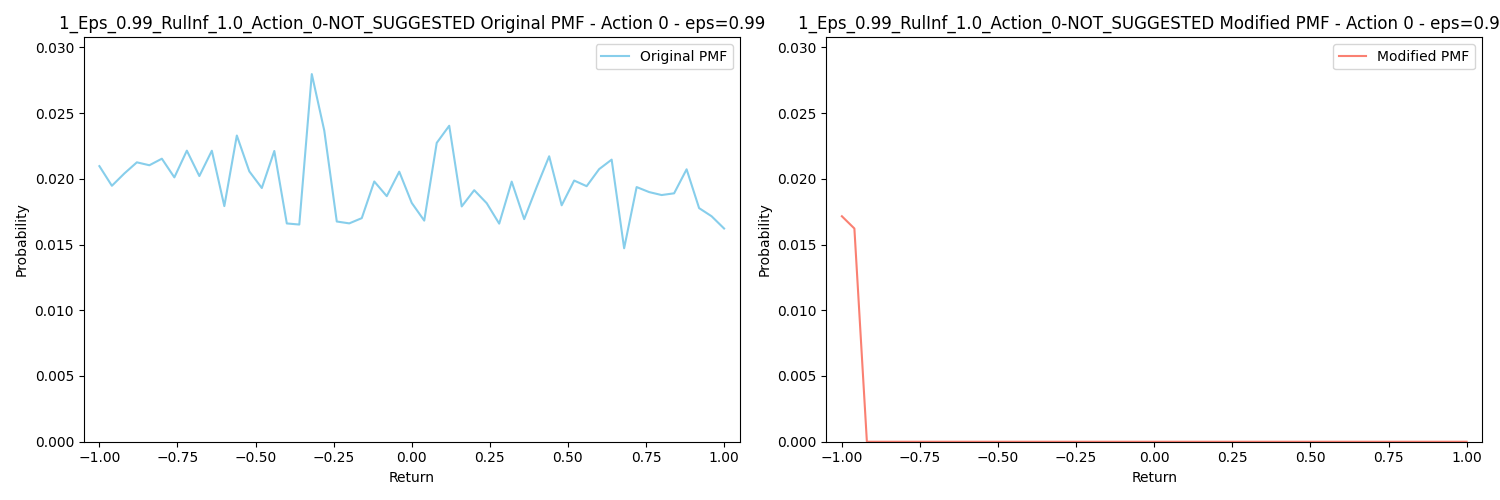 1_Eps_0.99_RulInf_1.0_Action_0-NOT_SUGGESTED Original PMF - Action 0 - eps=0.99
Original PMF
0.030
0.025
0.020
0.015
0.010
0.005
0.000
Probability
−1.00 −0.75 −0.50 −0.25 0.00 0.25 0.50 0.75 1.00
Return
1_Eps_0.99_RulInf_1.0_Action_0-NOT_SUGGESTED Modified PMF - Action 0 - eps=0.9
Modified PMF
0.030
0.025
0.020
0.015
0.010
0.005
0.000
Probability
−1.00 −0.75 −0.50 −0.25 0.00 0.25 0.50 0.75 1.00
Return